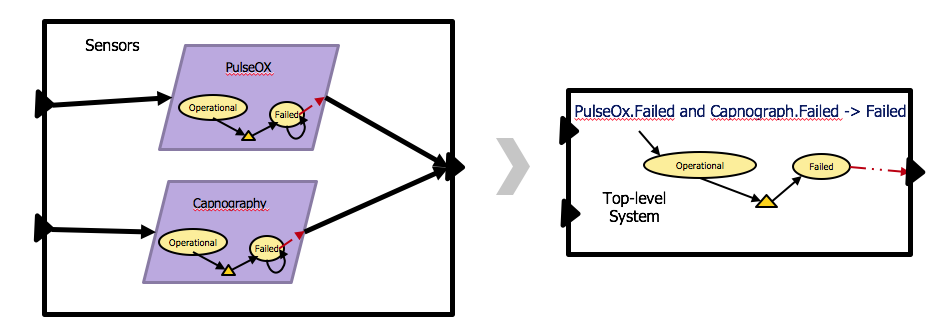 Sensors
PulseOX
Operational
Failed
Capnography
Operational
Failed
PulseOx.Failed and Capnograph.Failed -> Failed
Operational
Failed
Top-level
System